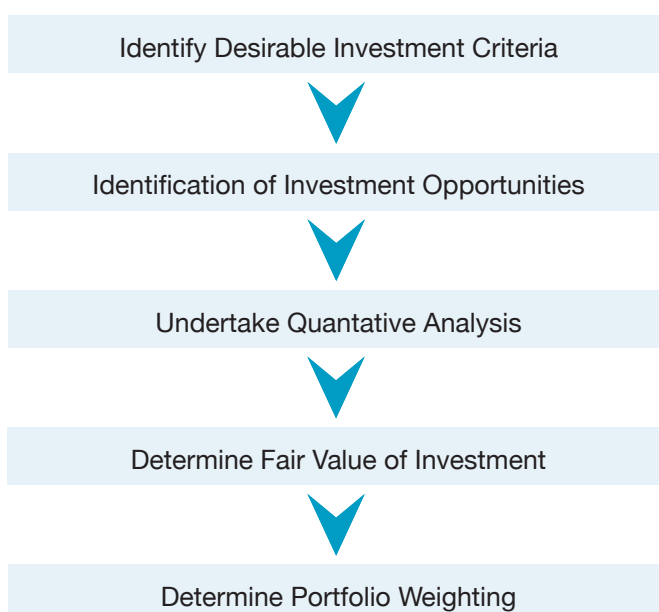 Identify Desirable Investment Criteria
Identification of Investment Opportunities
Undertake Quantative Analysis
Determine Fair Value of Investment
Determine Portfolio Weighting